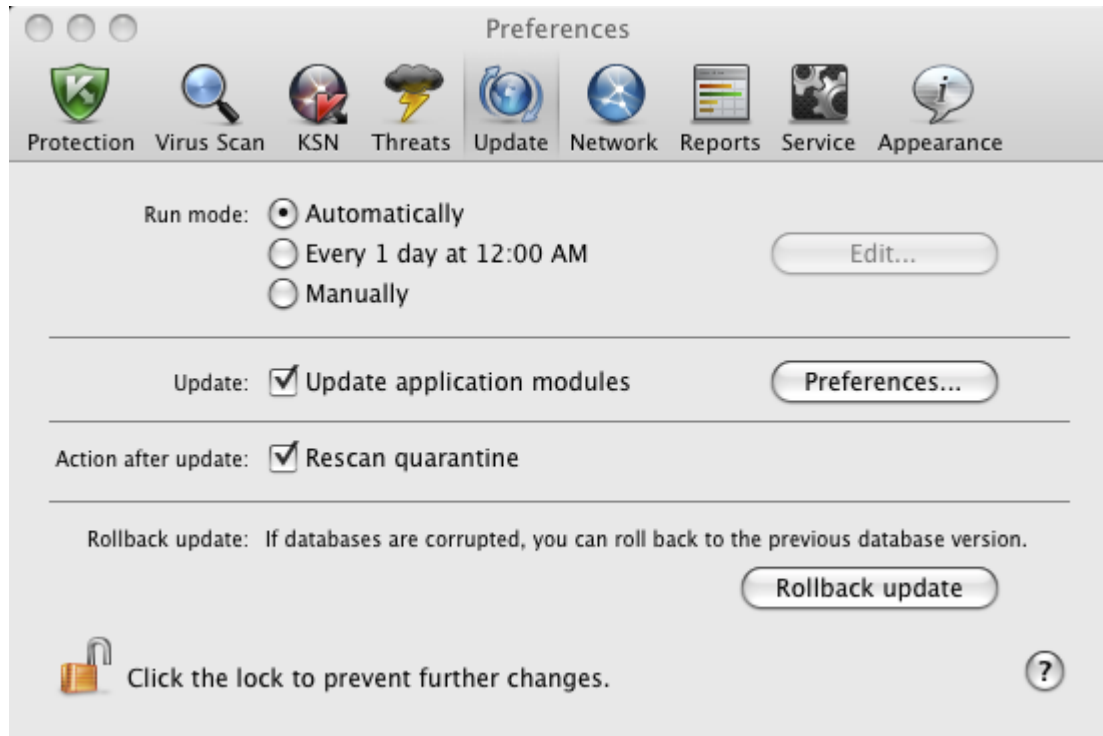 Preferences
Protection Virus Scan KSN Threats Update Network Reports Service Appearance
Run mode: Automatically
Every 1 day at 12:00 AM Edit...
Manually
Update: Update application modules Preferences...
Action after update: Rescan quarantine
Rollback update: If databases are corrupted, you can roll back to the previous database version.
Rollback update
Click the lock to prevent further changes. ?